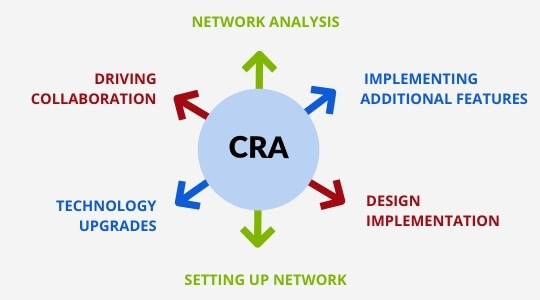 NETWORK ANALYSIS
DRIVING
COLLABORATION
IMPLEMENTING
ADDITIONAL FEATURES
CRA
TECHNOLOGY
UPGRADES
DESIGN
IMPLEMENTATION
SETTING UP NETWORK